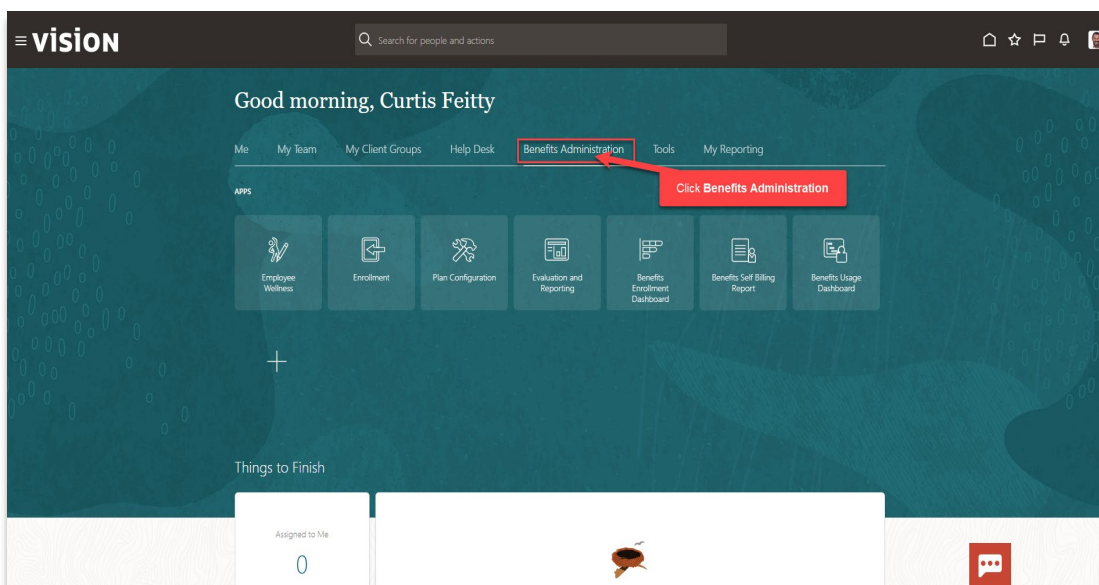 vision
Search for people and actions
Good morning, Curtis Feitty
Me My Team My Client Groups Help Desk Benefits Administration Tools My Reporting
Click Benefits Administration
APPS
Employee Wellness
Enrollment
Plan Configuration
Evaluation and Reporting
Benefits Enrollment Dashboard
Benefits Self Billing Report
Benefits Usage Dashboard
Things to Finish
Assigned to Me
0